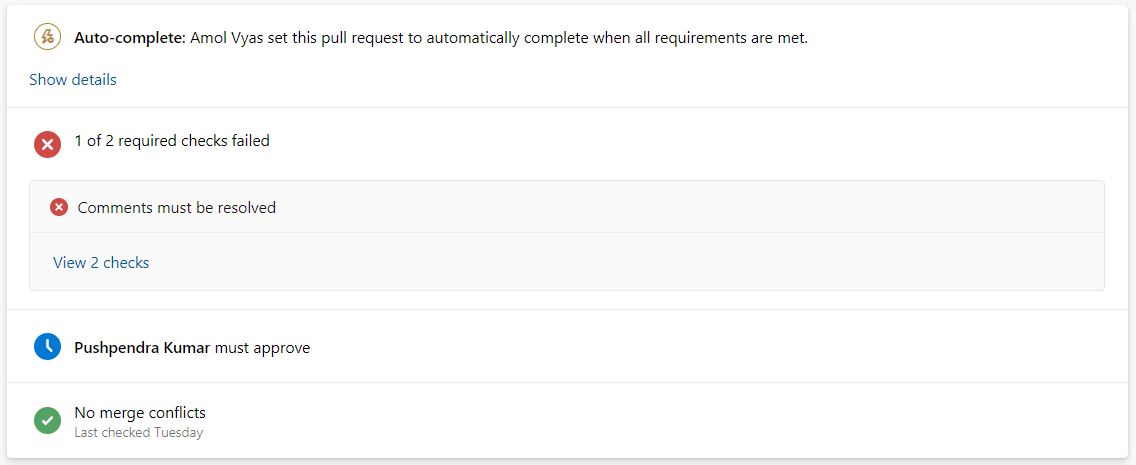 Auto-complete: Amol Vyas set this pull request to automatically complete when all requirements are met.
Show details
1 of 2 required checks failed
Comments must be resolved
View 2 checks
Pushpendra Kumar must approve
No merge conflicts
Last checked Tuesday